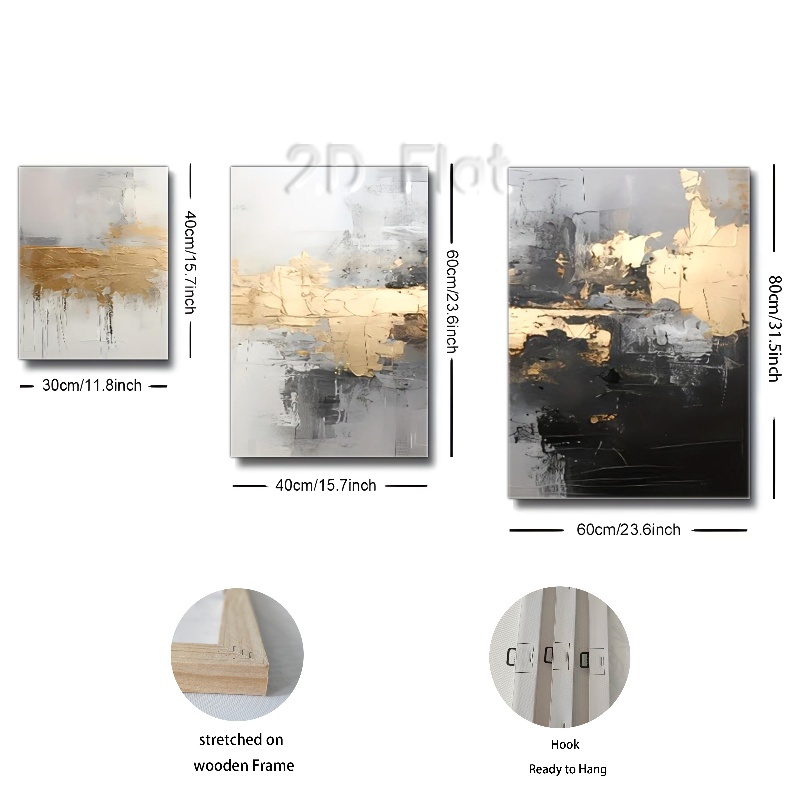 2D Flat
40cm/15.7inch
30cm/11.8inch
60cm/23.6inch
40cm/15.7inch
80cm/31.5inch
60cm/23.6inch
stretched on
wooden Frame
Hook
Ready to Hang